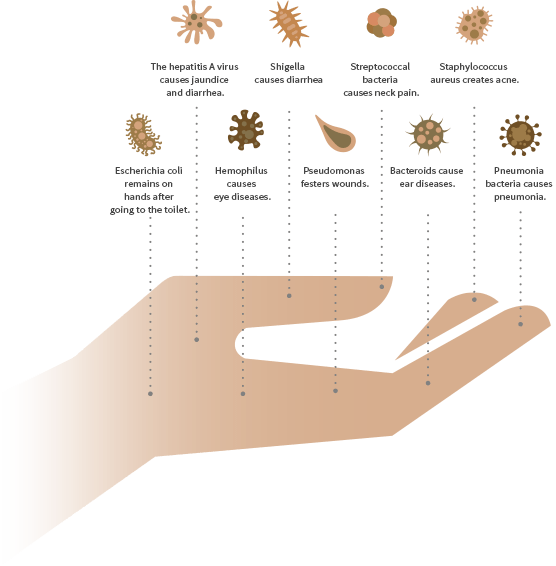 The hepatitis A virus
causes jaundice
and diarrhea.
Shigella
causes diarrhea
Streptococcal
bacteria
causes neck pain.
Staphylococcus
aureus creates acne.
Escherichia coli
remains on
hands after
going to the toilet.
Hemophilus
causes
eye diseases.
Pseudomonas
festers wounds.
Bacteroids cause
ear diseases.
Pneumonia
bacteria causes
pneumonia.